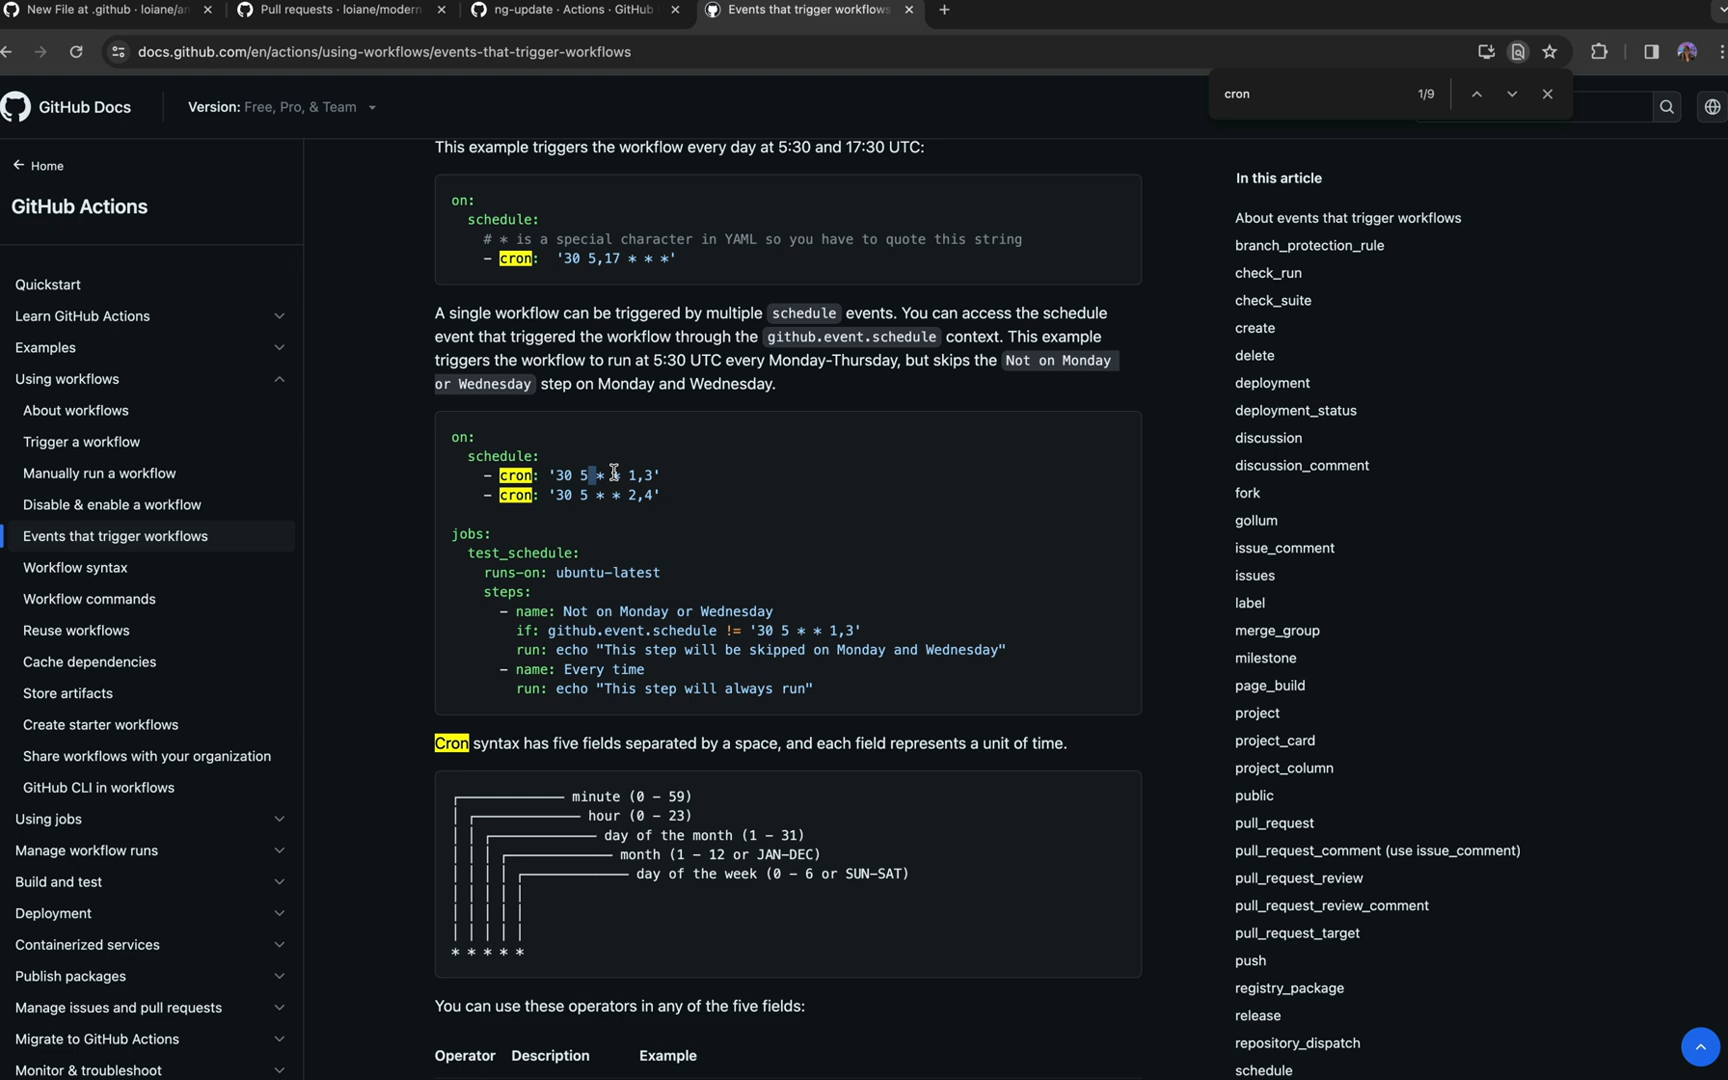 New File at .github · loiane/an
Pull requests · loiane/modern
ng-update · Actions · GitHub
Events that trigger workflows
docs.github.com/en/actions/using-workflows/events-that-trigger-workflows
cron
1/9
GitHub Docs
Version: Free, Pro, & Team
Home
GitHub Actions
Quickstart
Learn GitHub Actions
Examples
Using workflows
About workflows
Trigger a workflow
Manually run a workflow
Disable & enable a workflow
Events that trigger workflows
Workflow syntax
Workflow commands
Reuse workflows
Cache dependencies
Store artifacts
Create starter workflows
Share workflows with your organization
GitHub CLI in workflows
Using jobs
Manage workflow runs
Build and test
Deployment
Containerized services
Publish packages
Manage issues and pull requests
Migrate to GitHub Actions
Monitor & troubleshoot
This example triggers the workflow every day at 5:30 and 17:30 UTC:
on:
schedule:
# * is a special character in YAML so you have to quote this string
- cron:  '30 5,17 * * *'
A single workflow can be triggered by multiple schedule events. You can access the schedule
event that triggered the workflow through the github.event.schedule context. This example
triggers the workflow to run at 5:30 UTC every Monday-Thursday, but skips the Not on Monday
or Wednesday step on Monday and Wednesday.
on:
schedule:
- cron: '30 5 * * 1,3'
- cron: '30 5 * * 2,4'
jobs:
test_schedule:
runs-on: ubuntu-latest
steps:
- name: Not on Monday or Wednesday
if: github.event.schedule != '30 5 * * 1,3'
run: echo "This step will be skipped on Monday and Wednesday"
- name: Every time
run: echo "This step will always run"
Cron syntax has five fields separated by a space, and each field represents a unit of time.
minute (0 - 59)
hour (0 - 23)
day of the month (1 - 31)
month (1 - 12 or JAN-DEC)
day of the week (0 - 6 or SUN-SAT)
* * * * *
You can use these operators in any of the five fields:
Operator Description Example
In this article
About events that trigger workflows
branch_protection_rule
check_run
check_suite
create
delete
deployment
deployment_status
discussion
discussion_comment
fork
gollum
issue_comment
issues
label
merge_group
milestone
page_build
project
project_card
project_column
public
pull_request
pull_request_comment (use issue_comment)
pull_request_review
pull_request_review_comment
pull_request_target
push
registry_package
release
repository_dispatch
schedule